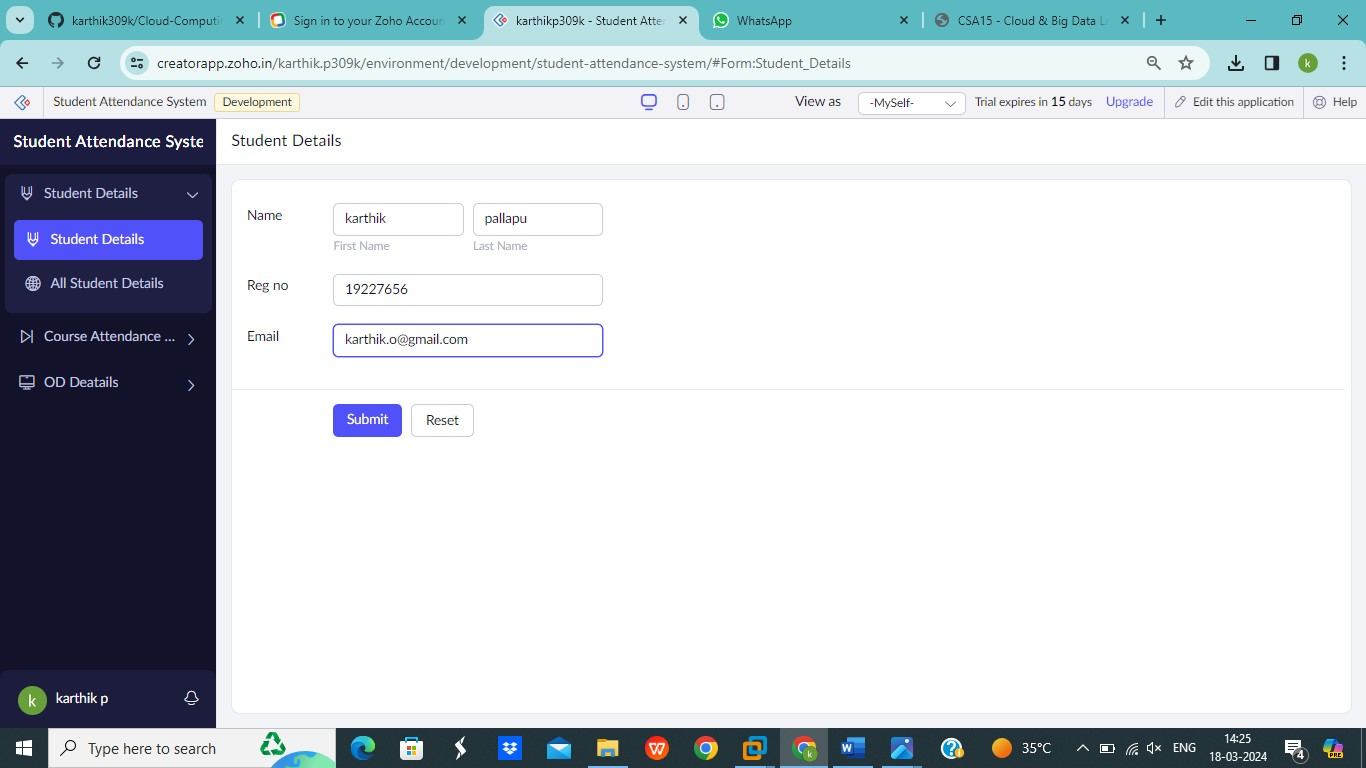 karthik309k/Cloud-Computi
Sign in to your Zoho Accoun
karthikp309k - Student Atte
WhatsApp
CSA15 - Cloud & Big Data La
creatorapp.zoho.in/karthik.p309k/environment/development/student-attendance-system/#Form:Student_Details
k
Student Attendance System
Development
View as
-MySelf-
Trial expires in 15 days
Upgrade
Edit this application
Help
Student Attendance Syste
Student Details
Student Details
Student Details
All Student Details
Course Attendance ...
OD Deatails
Name
karthik
pallapu
First Name
Last Name
Reg no
19227656
Email
karthik.o@gmail.com
Submit
Reset
k
karthik p
Type here to search
35°C
ENG
14:25
18-03-2024
4
PRE